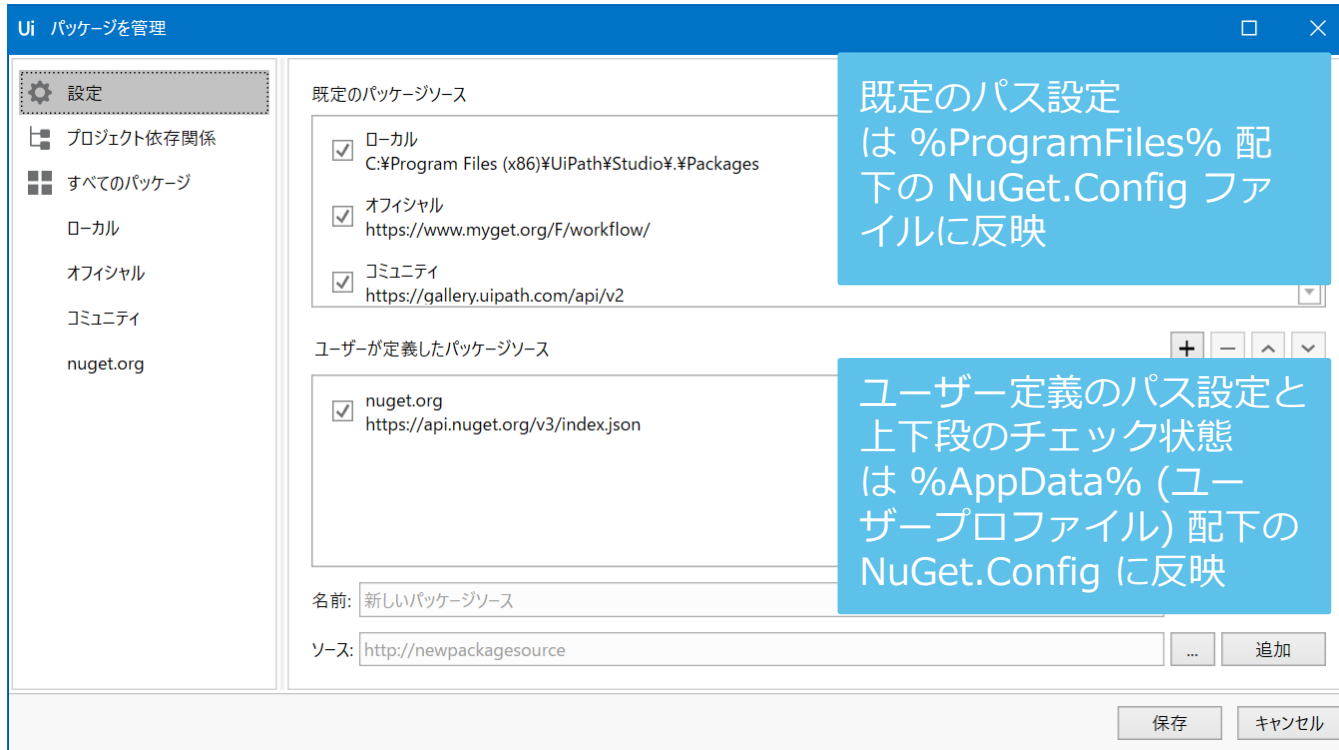 Ui パッケージを管理
設定
プロジェクト依存関係
すべてのパッケージ
ローカル
オフィシャル
コミュニティ
nuget.org
既定のパッケージソース
ローカル
C:¥Program Files (x86)¥UiPath¥Studio¥.¥Packages
オフィシャル
https://www.myget.org/F/workflow/
コミュニティ
https://gallery.uipath.com/api/v2
既定のパス設定
は %ProgramFiles% 配
下の NuGet.Config ファ
イルに反映
ユーザーが定義したパッケージソース
nuget.org
https://api.nuget.org/v3/index.json
ユーザー定義のパス設定と
上下段のチェック状態
は %AppData% (ユー
ザープロファイル) 配下の
NuGet.Config に反映
名前: 新しいパッケージソース
ソース: http://newpackagesource ... 追加
保存 キャンセル